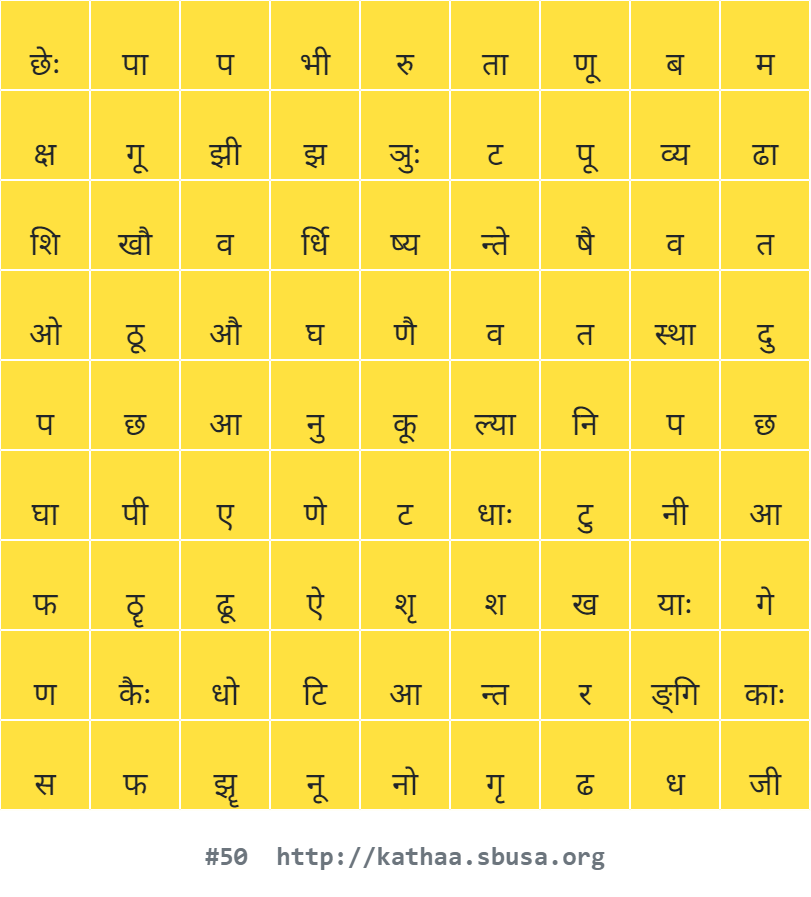 छेः पा प भी रु ता णू ब म
क्ष गू झी झ ञुः ट पू व्य ढा
शि खौ व र्धि ष्य न्ते षै व त
ओ ठू औ घ णै व त स्था दु
प छ आ नु कू ल्या नि प छ
घा पी ए णे ट धाः टु नी आ
फ ठॄ ढू ऐ शृ श ख याः गे
ण कैः धो टि आ न्त र ङ्गि काः
स फ झॄ नू नो गृ ढ ध जी
#50 http://kathaa.sbusa.org